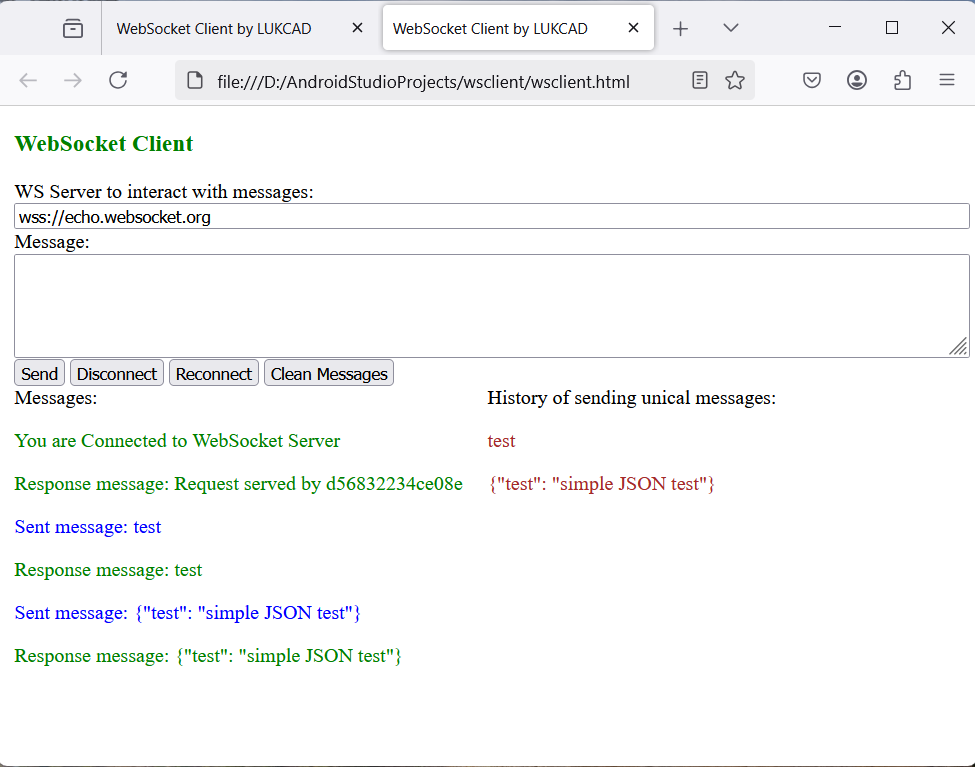 WebSocket Client by LUKCAD
WebSocket Client by LUKCAD
file:///D:/AndroidStudioProjects/wsclient/wsclient.html
WebSocket Client
WS Server to interact with messages:
wss://echo.websocket.org
Message:
Send Disconnect Reconnect Clean Messages
Messages:
You are Connected to WebSocket Server
Response message: Request served by d56832234ce08e
Sent message: test
Response message: test
Sent message: {"test": "simple JSON test"}
Response message: {"test": "simple JSON test"}
History of sending unical messages:
test
{"test": "simple JSON test"}